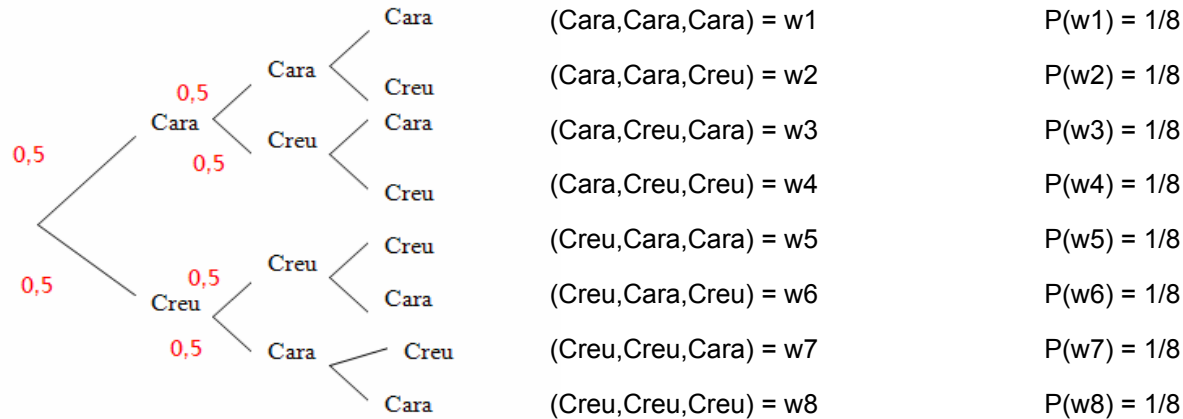 Cara (Cara,Cara,Cara) = w1 P(w1) = 1/8
Cara
Creu (Cara,Cara,Creu) = w2 P(w2) = 1/8
0,5
Cara
Cara (Cara,Creu,Cara) = w3 P(w3) = 1/8
Creu
0,5
0,5
Creu (Cara,Creu,Creu) = w4 P(w4) = 1/8
Creu (Creu,Cara,Cara) = w5 P(w5) = 1/8
Creu
0,5
0,5
Creu
Cara (Creu,Cara,Creu) = w6 P(w6) = 1/8
0,5
Cara
Creu (Creu,Creu,Cara) = w7 P(w7) = 1/8
Cara (Creu,Creu,Creu) = w8 P(w8) = 1/8